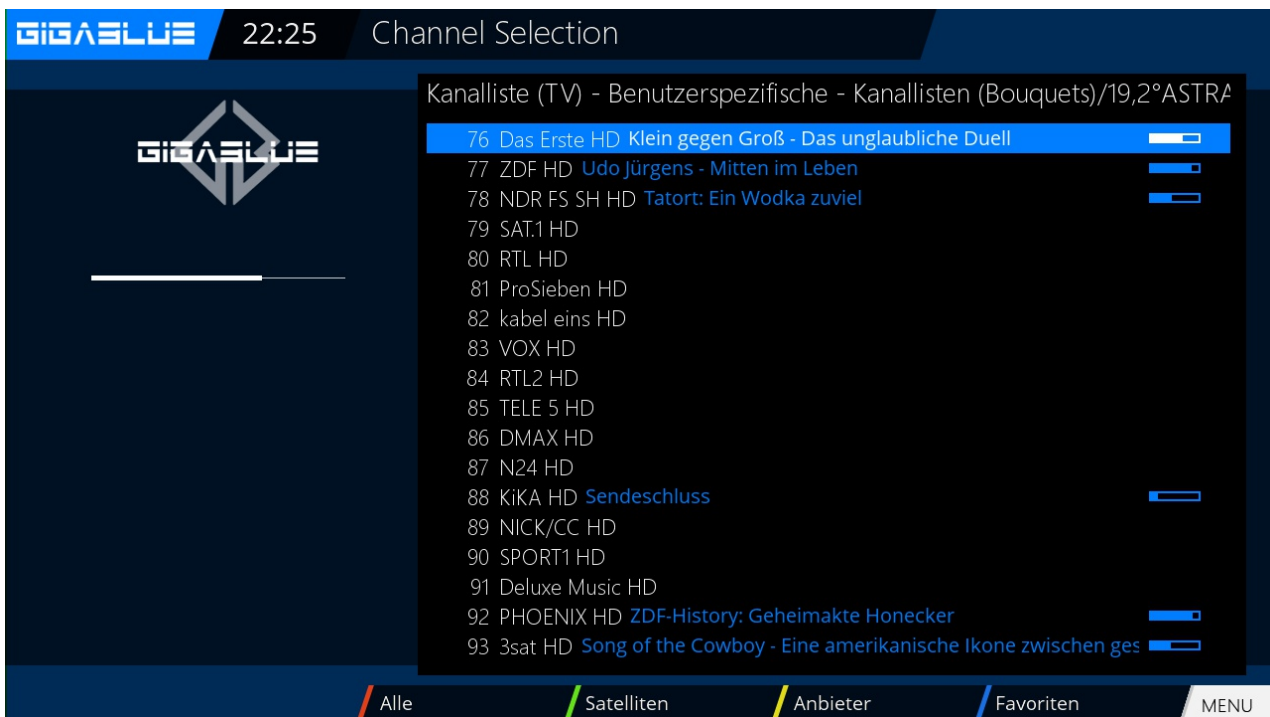 GIGABLUE 22:25 Channel Selection
GIGABLUE
Kanalliste (TV) - Benutzerspezifische - Kanallisten (Bouquets)/19,2°ASTRA
76 Das Erste HD Klein gegen Groß - Das unglaubliche Duell
77 ZDF HD Udo Jürgens - Mitten im Leben
78 NDR FS SH HD Tatort: Ein Wodka zuviel
79 SAT.1 HD
80 RTL HD
81 ProSieben HD
82 kabel eins HD
83 VOX HD
84 RTL2 HD
85 TELE 5 HD
86 DMAX HD
87 N24 HD
88 KiKA HD Sendeschluss
89 NICK/CC HD
90 SPORT1 HD
91 Deluxe Music HD
92 PHOENIX HD ZDF-History: Geheimakte Honecker
93 3sat HD Song of the Cowboy - Eine amerikanische Ikone zwischen ges
Alle Satelliten Anbieter Favoriten MENU